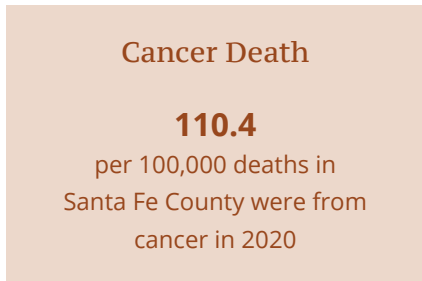 Cancer Death
110.4
per 100,000 deaths in
Santa Fe County were from
cancer in 2020